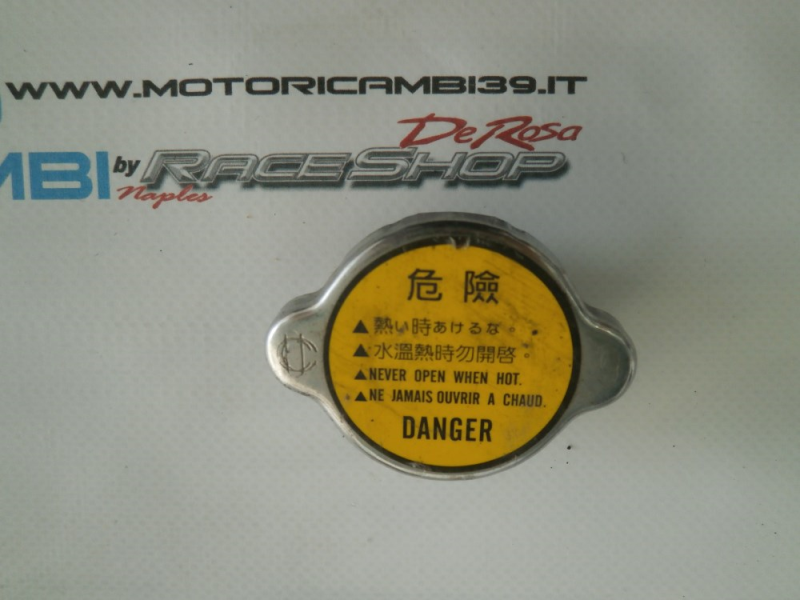 WWW.MOTORICAMBI39.IT
De Rosa
MBI by RACESHOP
Naples
危 險
▲熱い時あけるな。
▲水溫熱時勿開啓。
▲NEVER OPEN WHEN HOT.
▲NE JAMAIS OUVRIR A CHAUD.
DANGER